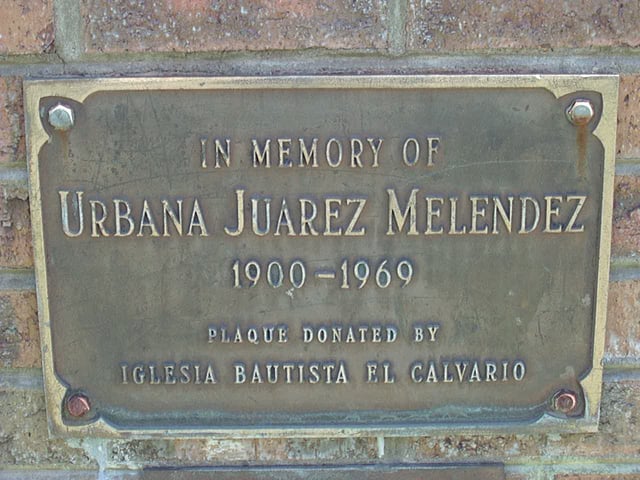 IN MEMORY OF
URBANA JUAREZ MELENDEZ
1900-1969
PLAQUE DONATED BY
IGLESIA BAUTISTA EL CALVARIO